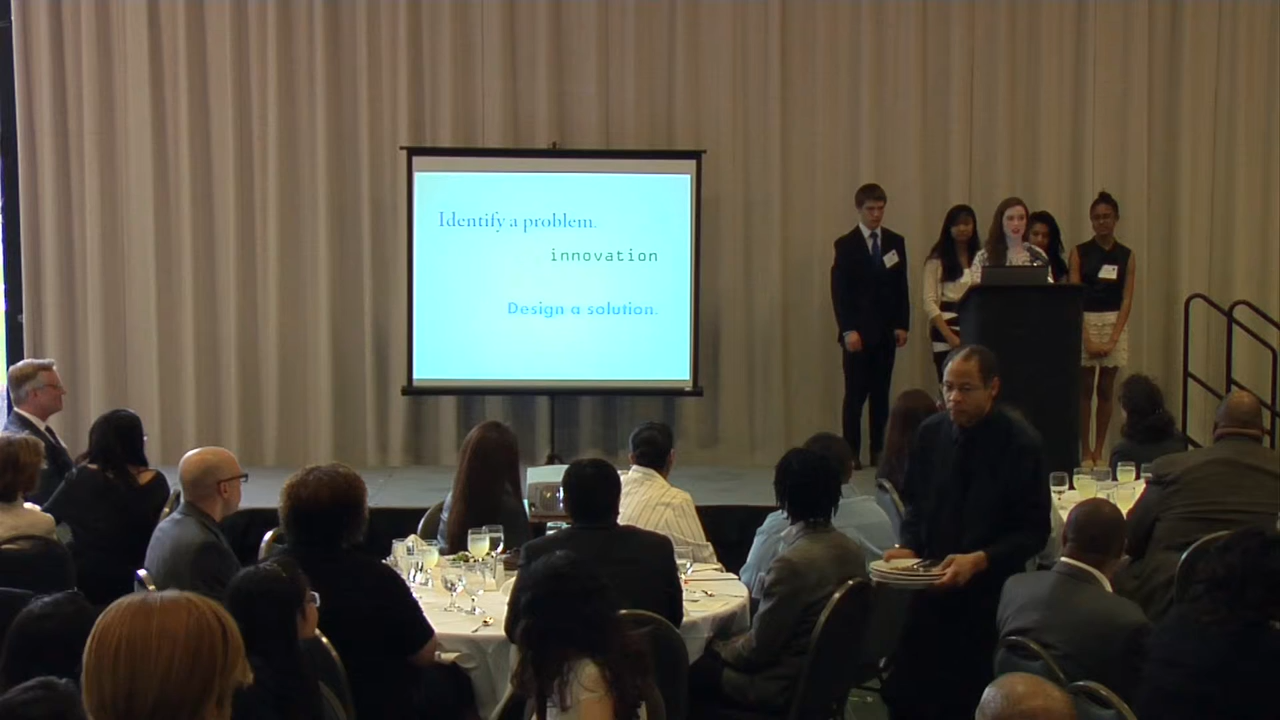 Identify a problem.
innovation
Design a solution.